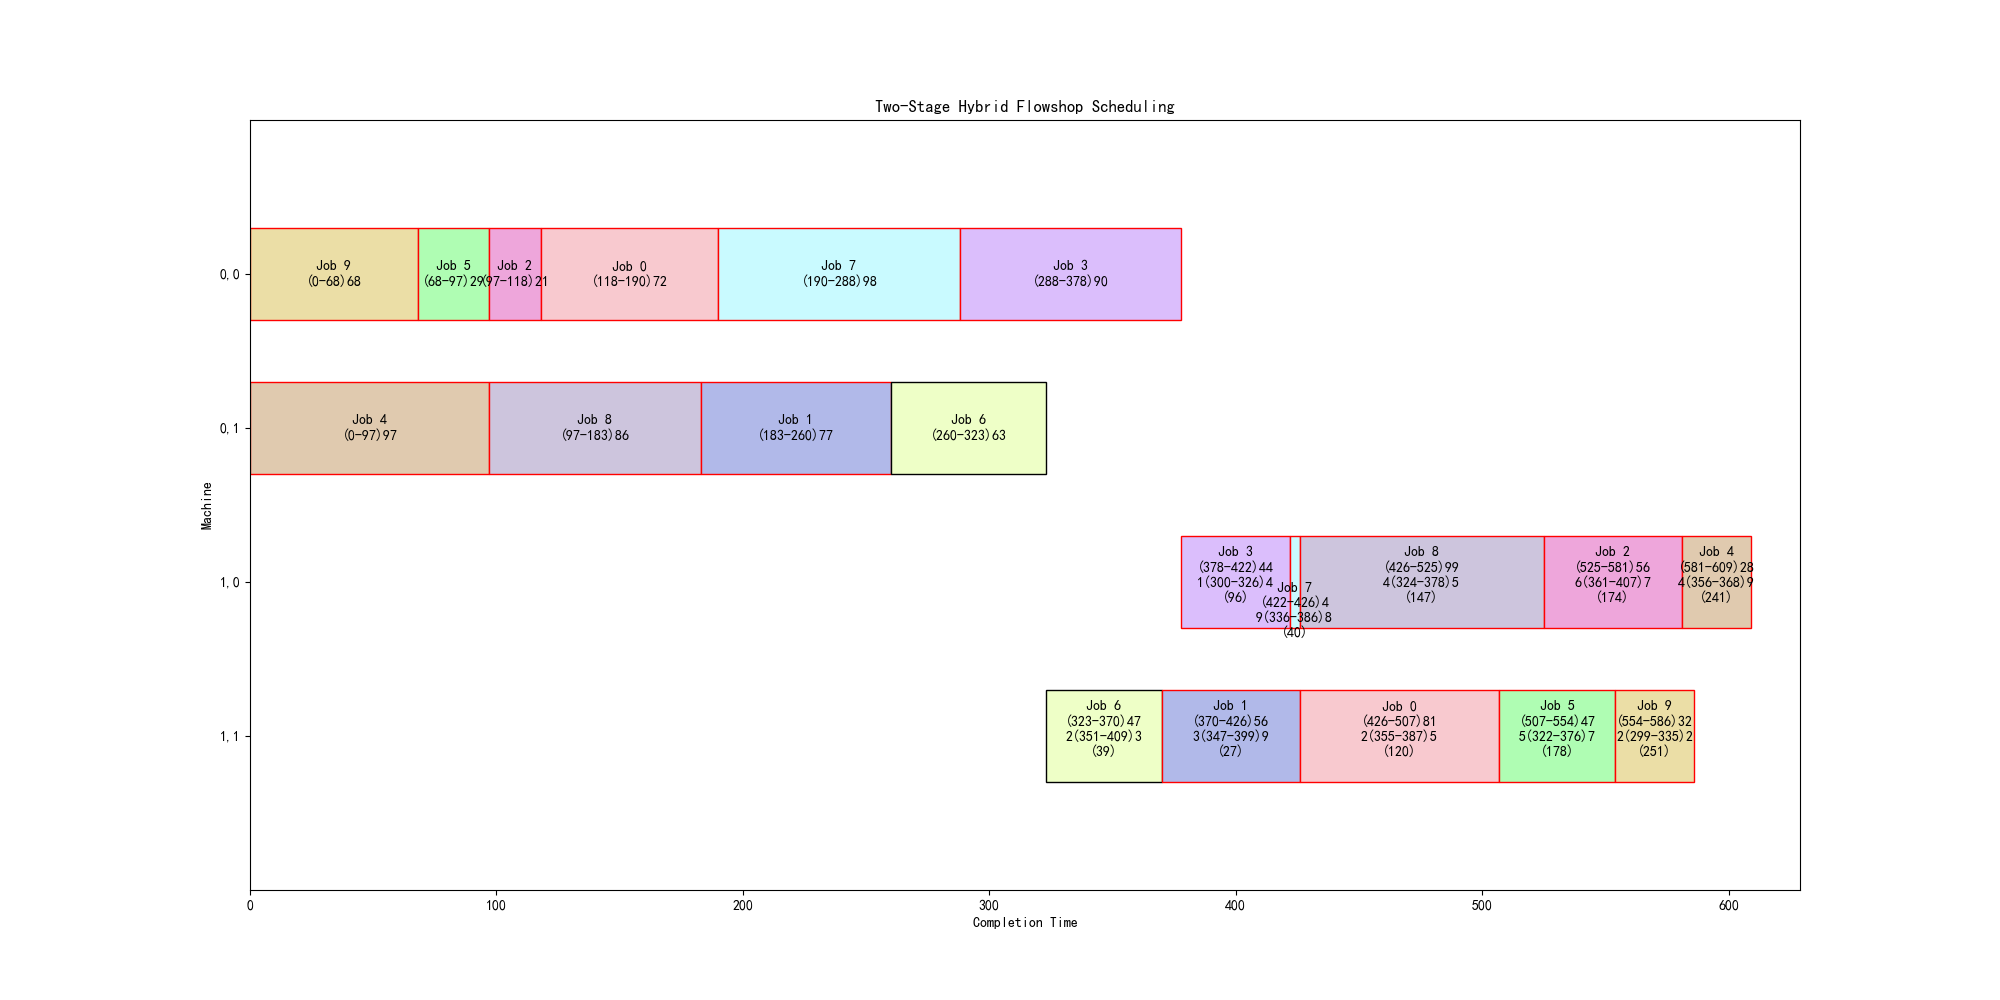 Two-Stage Hybrid Flowshop Scheduling
Machine
0,0
Job 9
(0-68)68
Job 5
(68-97)29
Job 2
(97-118)21
Job 0
(118-190)72
Job 7
(190-288)98
Job 3
(288-378)90
0,1
Job 4
(0-97)97
Job 8
(97-183)86
Job 1
(183-260)77
Job 6
(260-323)63
1,0
Job 3
(378-422)44
1(300-326)4
(96)
Job 7
(422-426)4
9(336-386)8
(40)
Job 8
(426-525)99
4(324-378)5
(147)
Job 2
(525-581)56
6(361-407)7
(174)
Job 4
(581-609)28
4(356-368)9
(241)
1,1
Job 6
(323-370)47
2(351-409)3
(39)
Job 1
(370-426)56
3(347-399)9
(27)
Job 0
(426-507)81
2(355-387)5
(120)
Job 5
(507-554)47
5(322-376)7
(178)
Job 9
(554-586)32
2(299-335)2
(251)
0 100 200 300 400 500 600
Completion Time